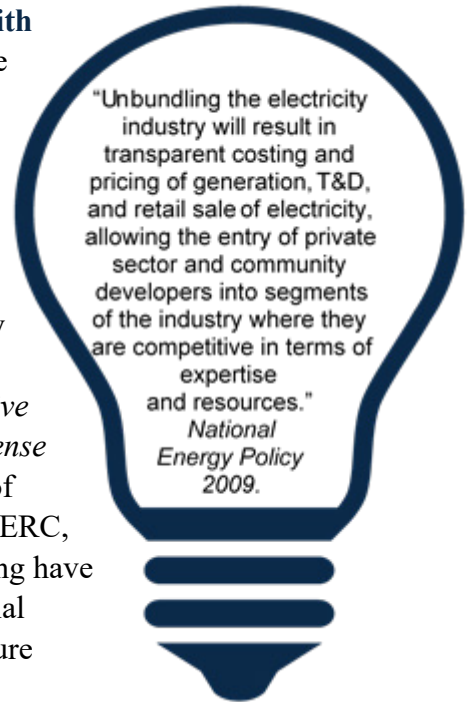 ith
e
y
ve
ense
of
ERC,
ng have
al
ure
“Unbundling the electricity
industry will result in
transparent costing and
pricing of generation, T&D,
and retail sale of electricity,
allowing the entry of private
sector and community
developers into segments
of the industry where they
are competitive in terms of
expertise
and resources.”
National
Energy Policy
2009.